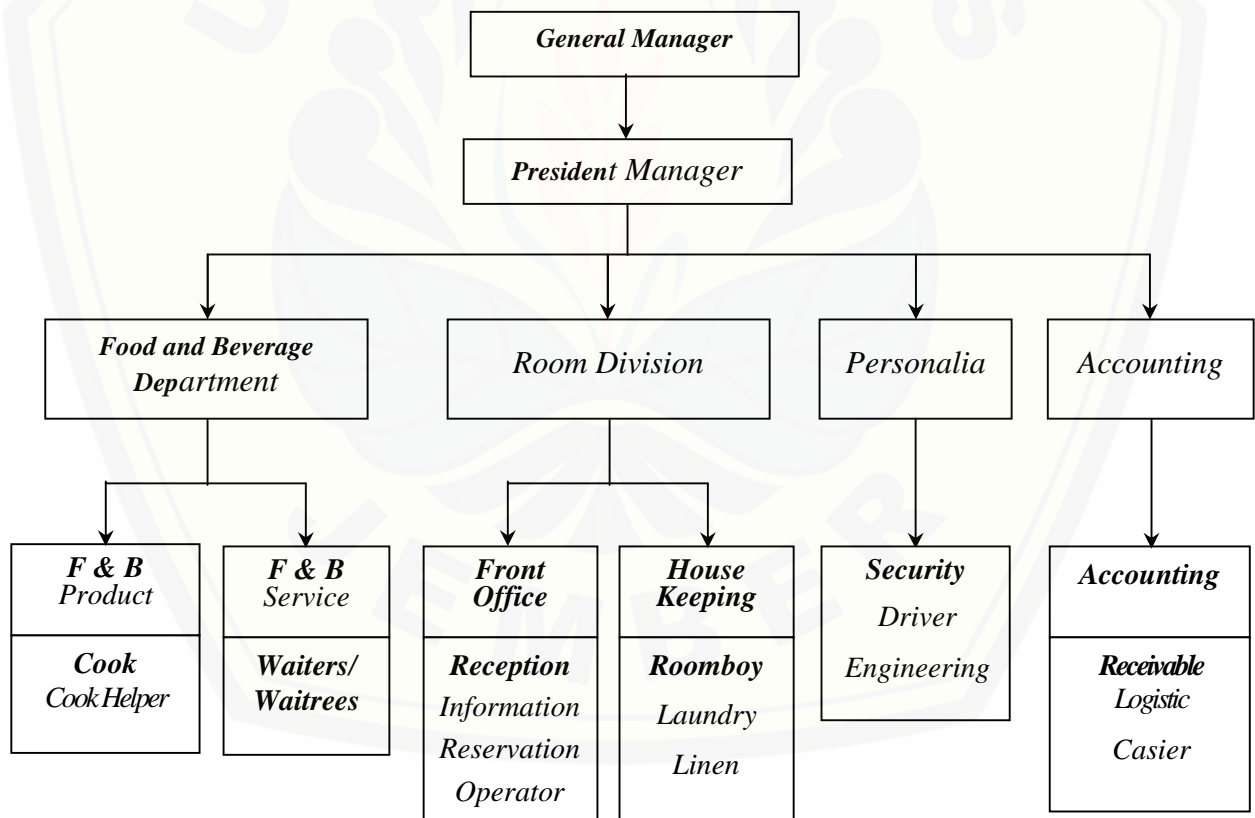 General Manager
President Manager
Food and Beverage
Department
Room Division
Personalia
Accounting
F & B
Product
Cook
Cook Helper
F & B
Service
Waiters/
Waitrees
Front
Office
Reception
Information
Reservation
Operator
House
Keeping
Roomboy
Laundry
Linen
Security
Driver
Engineering
Accounting
Receivable
Logistic
Casier
JEMBER